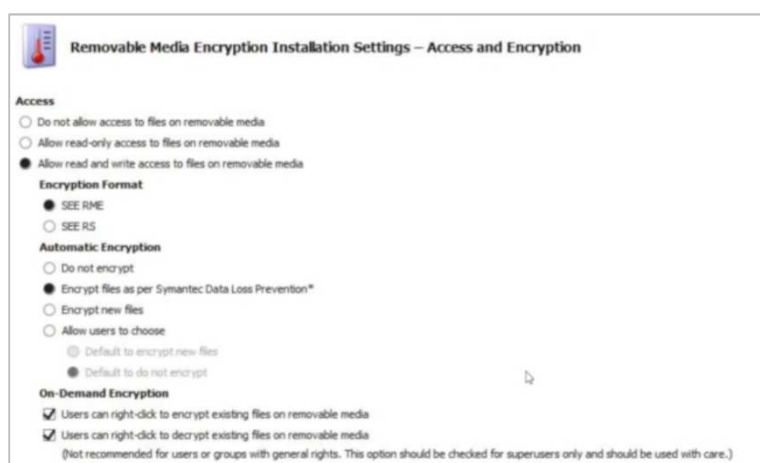 Removable Media Encryption Installation Settings – Access and Encryption
Access
Do not allow access to files on removable media
Allow read-only access to files on removable media
Allow read and write access to files on removable media
Encryption Format
SEE RME
SEE RS
Automatic Encryption
Do not encrypt
Encrypt files as per Symantec Data Loss Prevention*
Encrypt new files
Allow users to choose
Default to encrypt new files
Default to do not encrypt
On-Demand Encryption
Users can right-click to encrypt existing files on removable media
Users can right-click to decrypt existing files on removable media
(Not recommended for users or groups with general rights. This option should be checked for superusers only and should be used with care.)